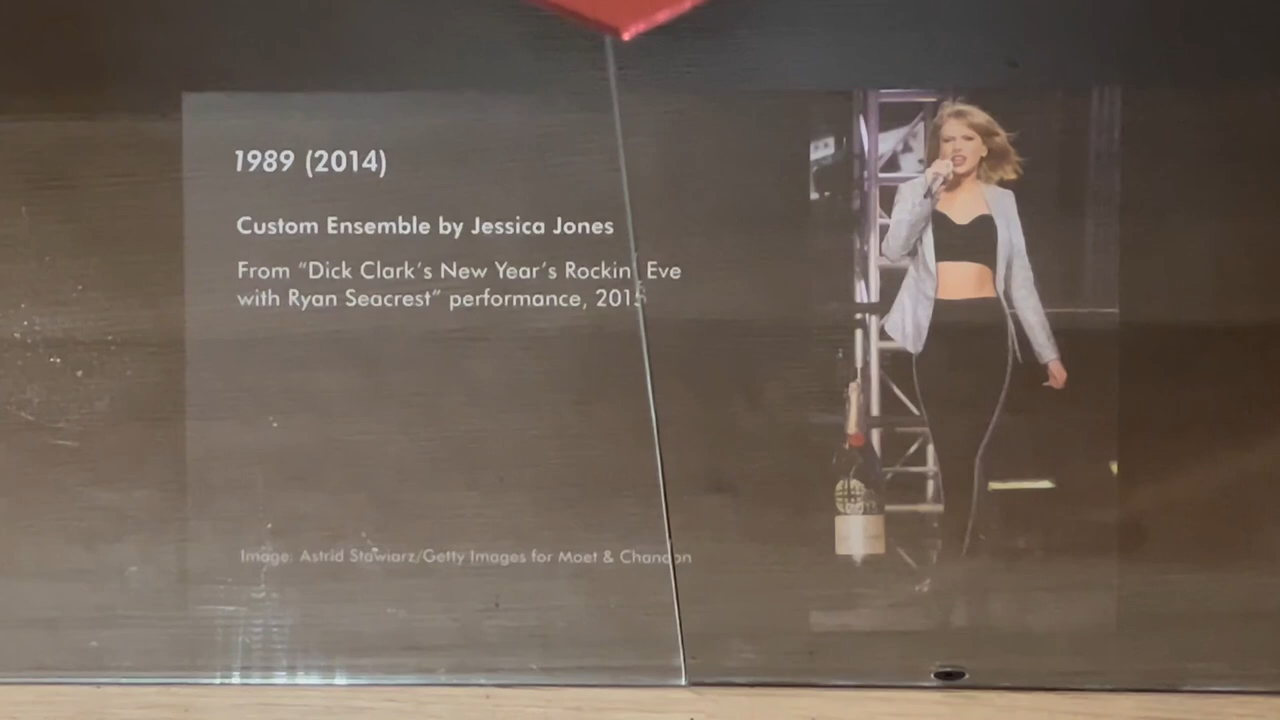 1989 (2014)
Custom Ensemble by Jessica Jones
From “Dick Clark’s New Year’s Rockin’ Eve
with Ryan Seacrest” performance, 2015
Image: Astrid Stawiarz/Getty Images for Moet & Chandon